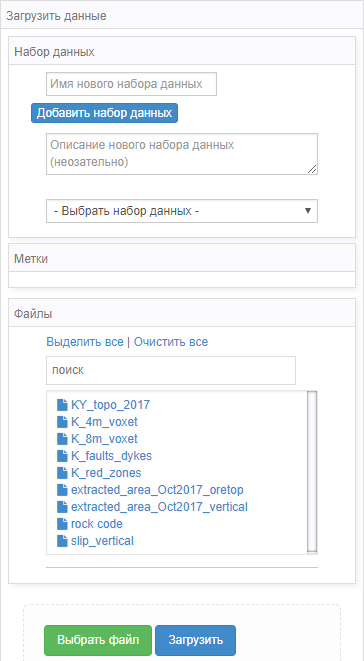 Загрузить данные
Набор данных
Имя нового набора данных
Добавить набор данных
Описание нового набора данных
(неозательно)
- Выбрать набор данных -
Метки
Файлы
Выделить все | Очистить все
поиск
KY_topo_2017
K_4m_voxet
K_8m_voxet
K_faults_dykes
K_red_zones
extracted_area_Oct2017_oretop
extracted_area_Oct2017_vertical
rock code
slip_vertical
Выбрать файл Загрузить